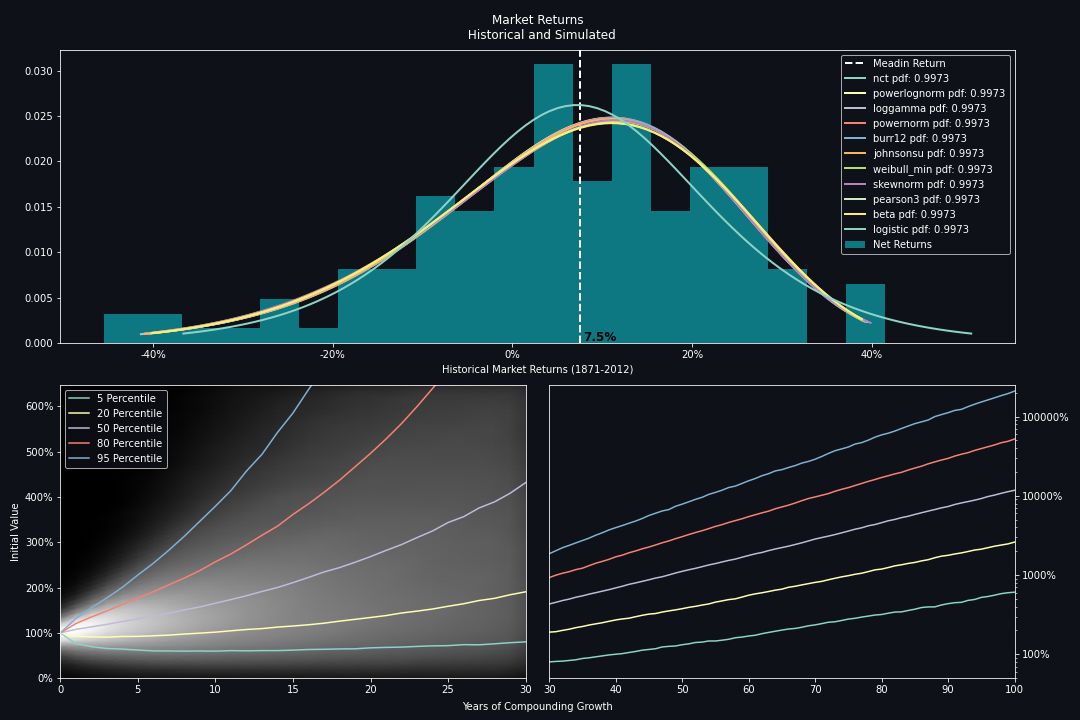 Market Returns
Historical and Simulated
0.030
0.025
0.020
0.015
0.010
0.005
0.000
Meadin Return
nct pdf: 0.9973
powerlognorm pdf: 0.9973
loggamma pdf: 0.9973
powernorm pdf: 0.9973
burr12 pdf: 0.9973
johnsonsu pdf: 0.9973
weibull_min pdf: 0.9973
skewnorm pdf: 0.9973
pearson3 pdf: 0.9973
beta pdf: 0.9973
logistic pdf: 0.9973
Net Returns
7.5%
-40% -20% 0% 20% 40%
Historical Market Returns (1871-2012)
Initial Value
600%
500%
400%
300%
200%
100%
0%
5 Percentile
20 Percentile
50 Percentile
80 Percentile
95 Percentile
0 5 10 15 20 25 30
100000%
10000%
1000%
100%
30 40 50 60 70 80 90 100
Years of Compounding Growth